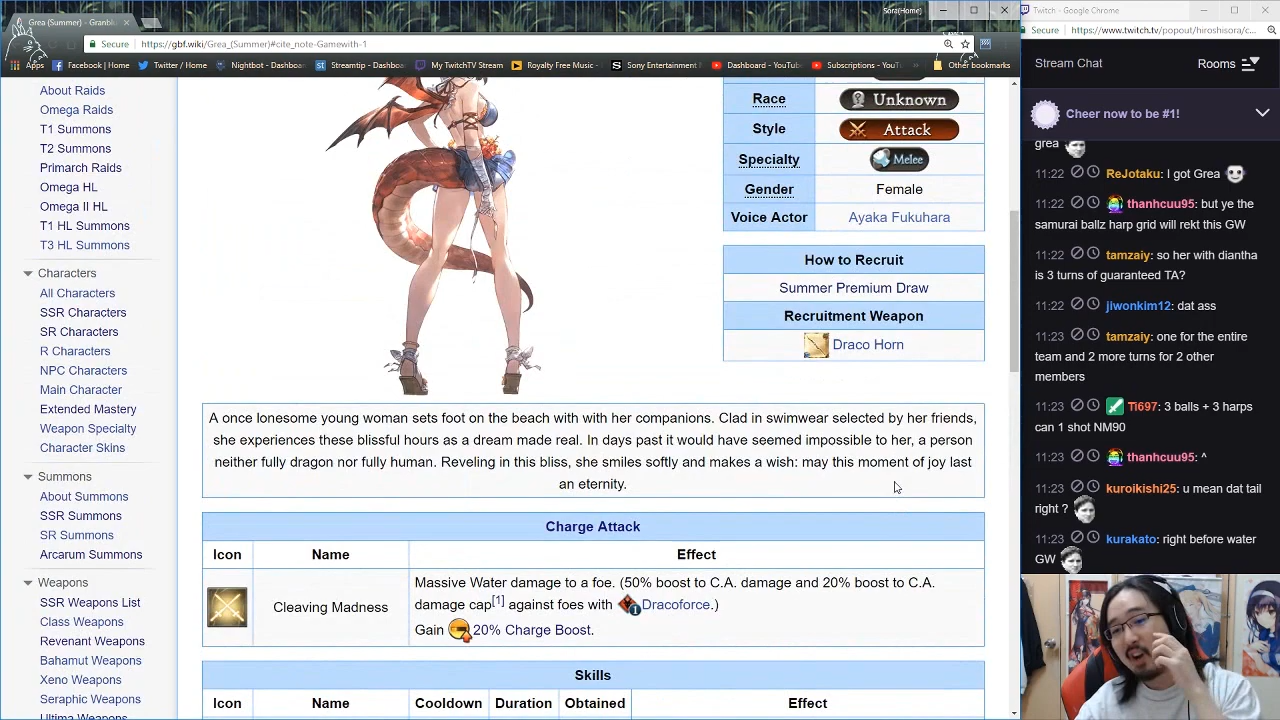 Grea (Summer) - Granblu
Sora(Home)
Twitch - Google Chrome
Secure
https://gbf.wiki/Grea_(Summer)#cite_note-Gamewith-1
Secure
https://www.twitch.tv/popout/hiroshisora/c...
Apps
Facebook | Home
Twitter / Home
Nightbot - Dashboard
Streamtip - Dashboa
My TwitchTV Stream
Royalty Free Music -
Sony Entertainment N
Dashboard - YouTube
Subscriptions - YouTu
Other bookmarks
About Raids
Omega Raids
T1 Summons
T2 Summons
Primarch Raids
Omega HL
Omega II HL
T1 HL Summons
T3 HL Summons
Characters
All Characters
SSR Characters
SR Characters
R Characters
NPC Characters
Main Character
Extended Mastery
Weapon Specialty
Character Skins
Summons
About Summons
SSR Summons
SR Summons
Arcarum Summons
Weapons
SSR Weapons List
Class Weapons
Revenant Weapons
Bahamut Weapons
Xeno Weapons
Seraphic Weapons
Ultima Weapons
Race
Unknown
Style
Attack
Specialty
Melee
Gender
Female
Voice Actor
Ayaka Fukuhara
How to Recruit
Summer Premium Draw
Recruitment Weapon
Draco Horn
A once lonesome young woman sets foot on the beach with with her companions. Clad in swimwear selected by her friends,
she experiences these blissful hours as a dream made real. In days past it would have seemed impossible to her, a person
neither fully dragon nor fully human. Reveling in this bliss, she smiles softly and makes a wish: may this moment of joy last
an eternity.
Charge Attack
Icon
Name
Effect
Cleaving Madness
Massive Water damage to a foe. (50% boost to C.A. damage and 20% boost to C.A.
damage cap[1] against foes with 1 Dracoforce.)
Gain 20% Charge Boost.
Skills
Icon
Name
Cooldown
Duration
Obtained
Effect
Stream Chat
Rooms
Cheer now to be #1!
grea
11:22 ReJotaku: I got Grea
11:22 thanhcuu95: but ye the
samurai ballz harp grid will rekt this GW
11:22 tamzaiy: so her with diantha
is 3 turns of guaranteed TA?
11:22 jiwonkim12: dat ass
11:23 tamzaiy: one for the entire
team and 2 more turns for 2 other
members
11:23 Ti697: 3 balls + 3 harps
can 1 shot NM90
11:23 thanhcuu95: ^
11:23 kuroikishi25: u mean dat tail
right ?
11:23 kurakato: right before water
GW